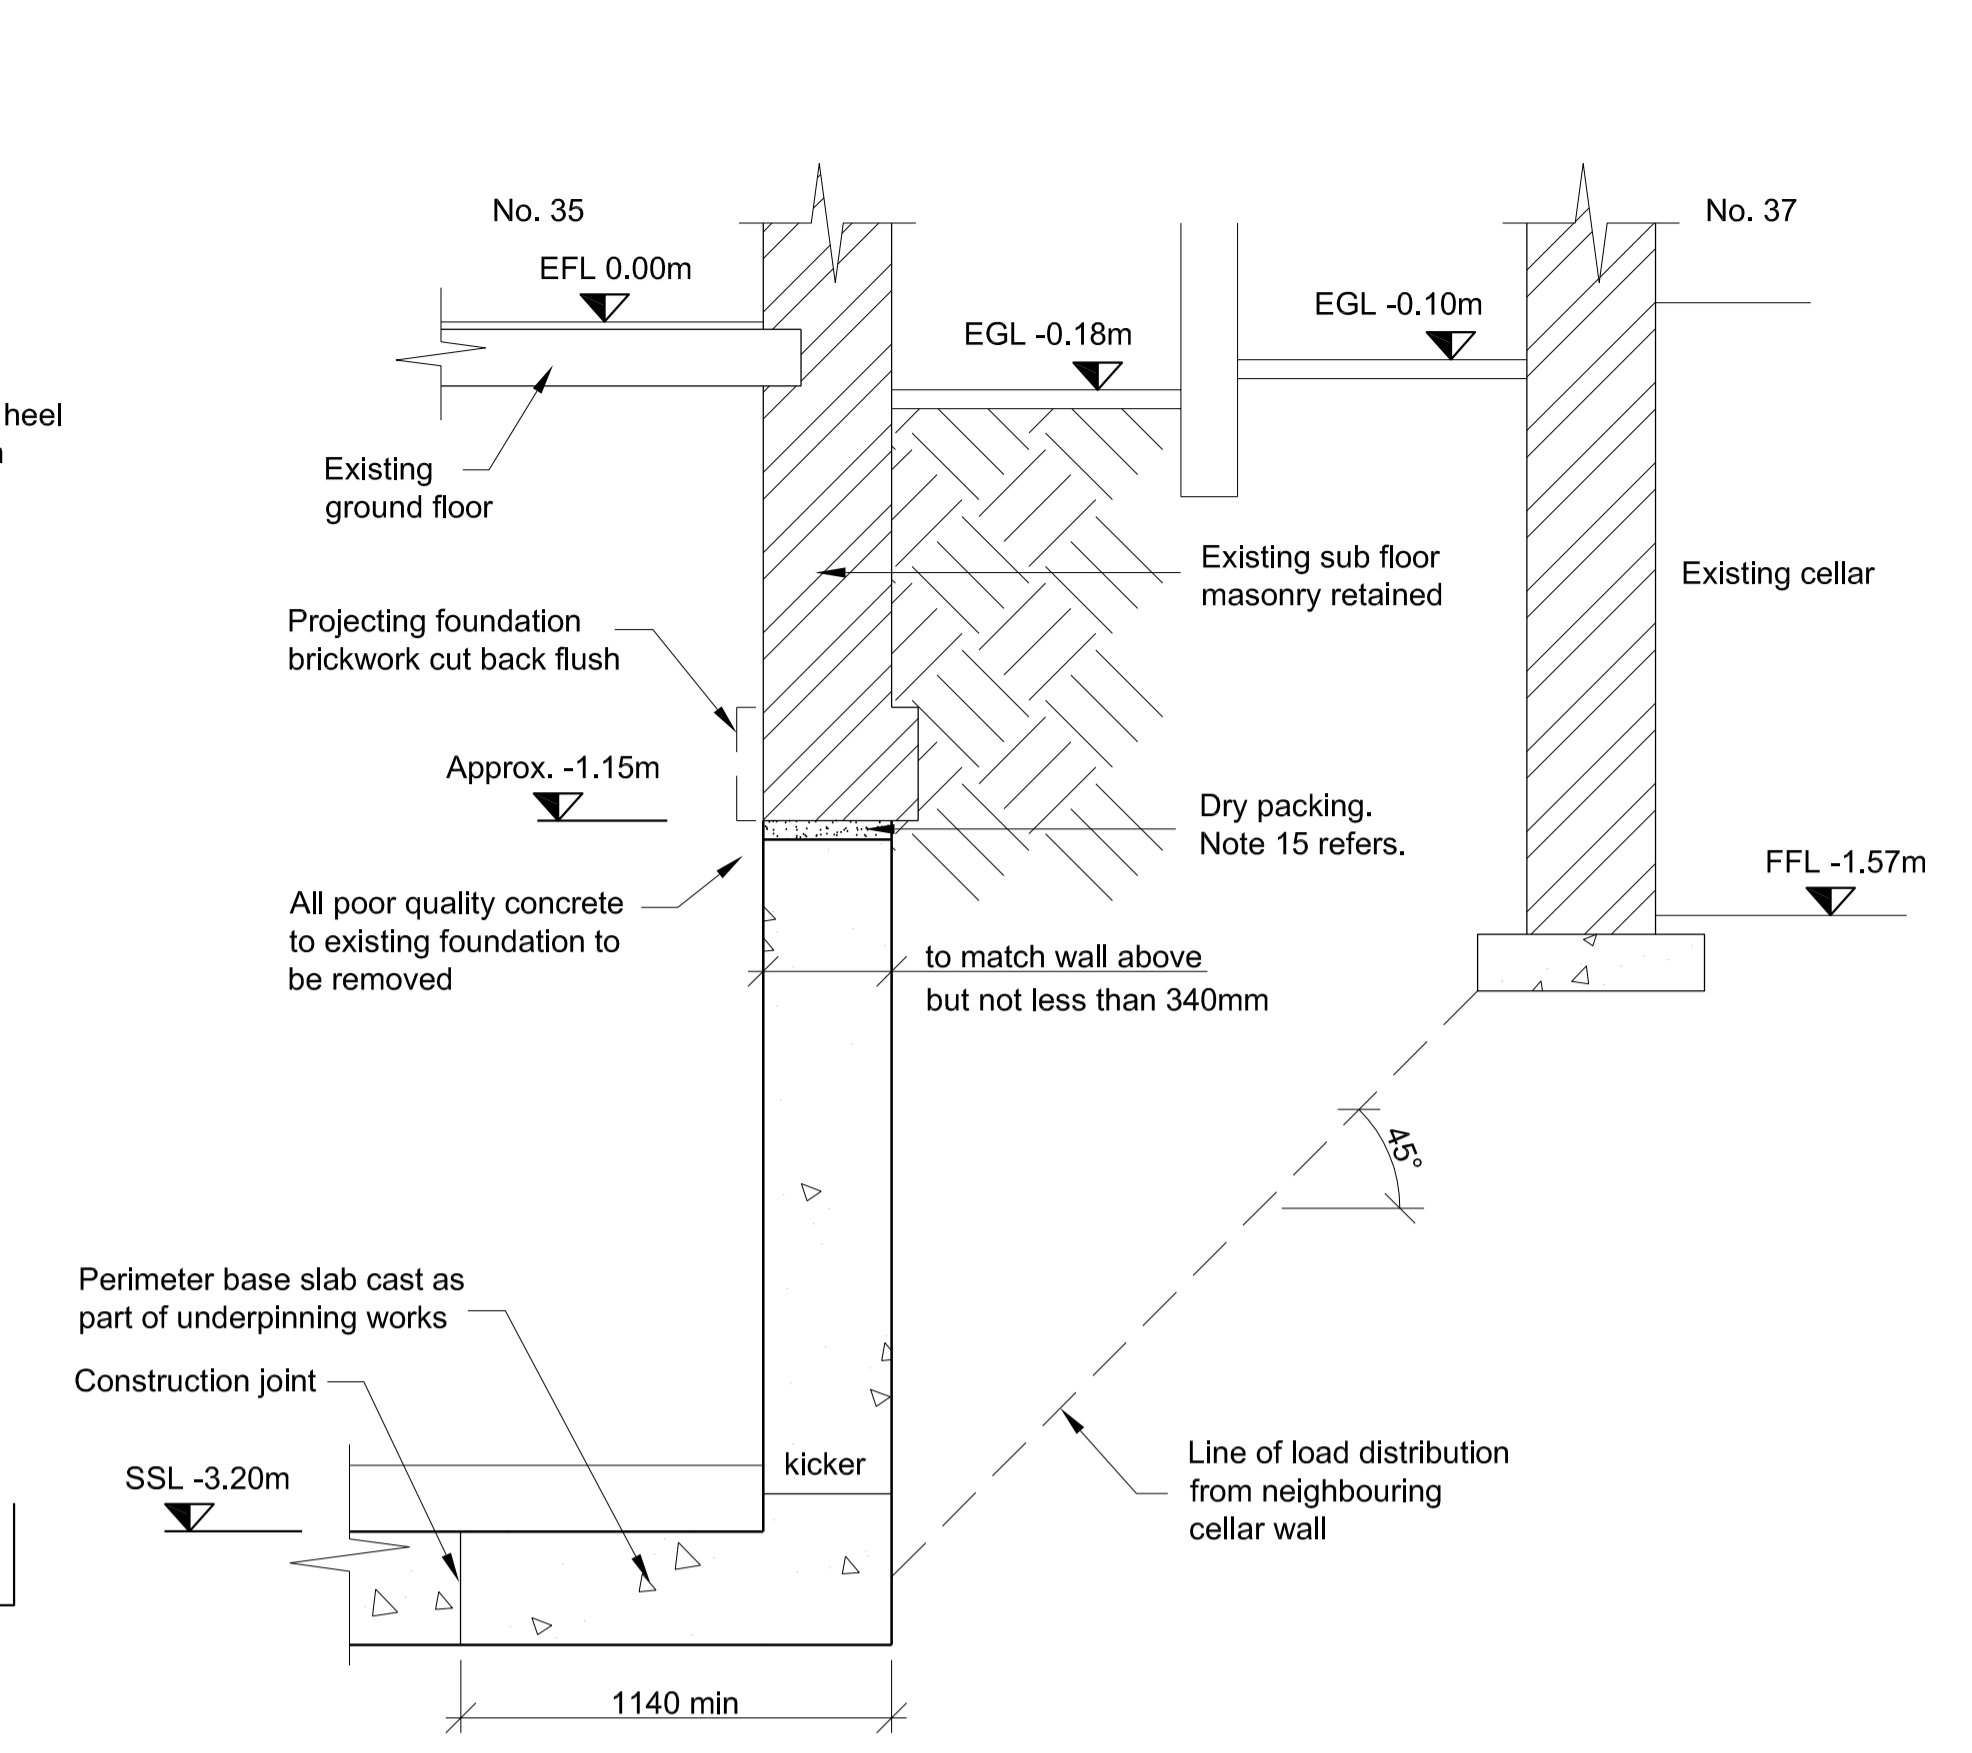 No. 35
No. 37
EFL 0.00m
EGL -0.10m
EGL -0.18m
heel
Existing
ground floor
Existing sub floor
masonry retained
Existing cellar
Projecting foundation
brickwork cut back flush
Approx. -1.15m
Dry packing.
Note 15 refers.
FFL -1.57m
All poor quality concrete
to existing foundation to
be removed
to match wall above
but not less than 340mm
45°
Perimeter base slab cast as
part of underpinning works
Construction joint
kicker
SSL -3.20m
Line of load distribution
from neighbouring
cellar wall
1140 min